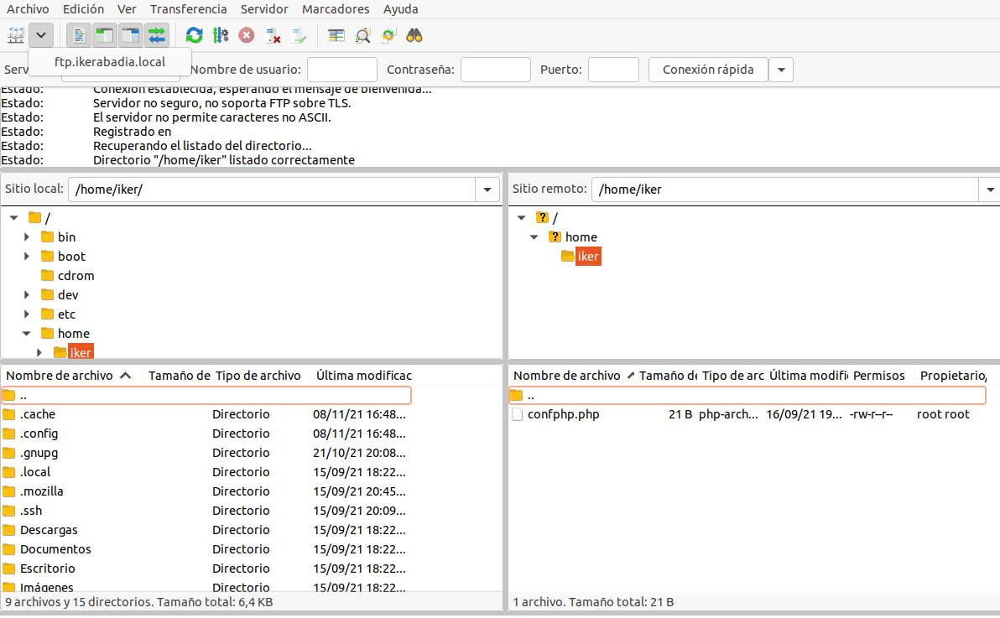 Archivo Edición Ver Transferencia Servidor Marcadores Ayuda
ftp.ikerabadia.local
Serv Nombre de usuario: Contraseña: Puerto: Conexión rápida
Estado: Conexión establecida, esperando el mensaje de bienvenida...
Estado: Servidor no seguro, no soporta FTP sobre TLS.
Estado: El servidor no permite caracteres no ASCII.
Estado: Registrado en
Estado: Recuperando el listado del directorio...
Estado: Directorio "/home/iker" listado correctamente
Sitio local: /home/iker/
/
bin
boot
cdrom
dev
etc
home
iker
Nombre de archivo Tamaño de Tipo de archivo Última modificac
..
.cache Directorio 08/11/21 16:48...
.config Directorio 08/11/21 16:48...
.gnupg Directorio 21/10/21 20:08...
.local Directorio 15/09/21 18:22...
.mozilla Directorio 15/09/21 20:45...
.ssh Directorio 15/09/21 20:09...
Descargas Directorio 15/09/21 18:22...
Documentos Directorio 15/09/21 18:22...
Escritorio Directorio 15/09/21 18:22...
Imágenes Directorio 15/09/21 18:22...
9 archivos y 15 directorios. Tamaño total: 6,4 KB
Sitio remoto: /home/iker
/
home
iker
Nombre de archivo Tamaño de Tipo de arc Última modifi Permisos Propietario/
..
confphp.php 21 B php-arch... 16/09/21 19... -rw-r--r-- root root
1 archivo. Tamaño total: 21 B